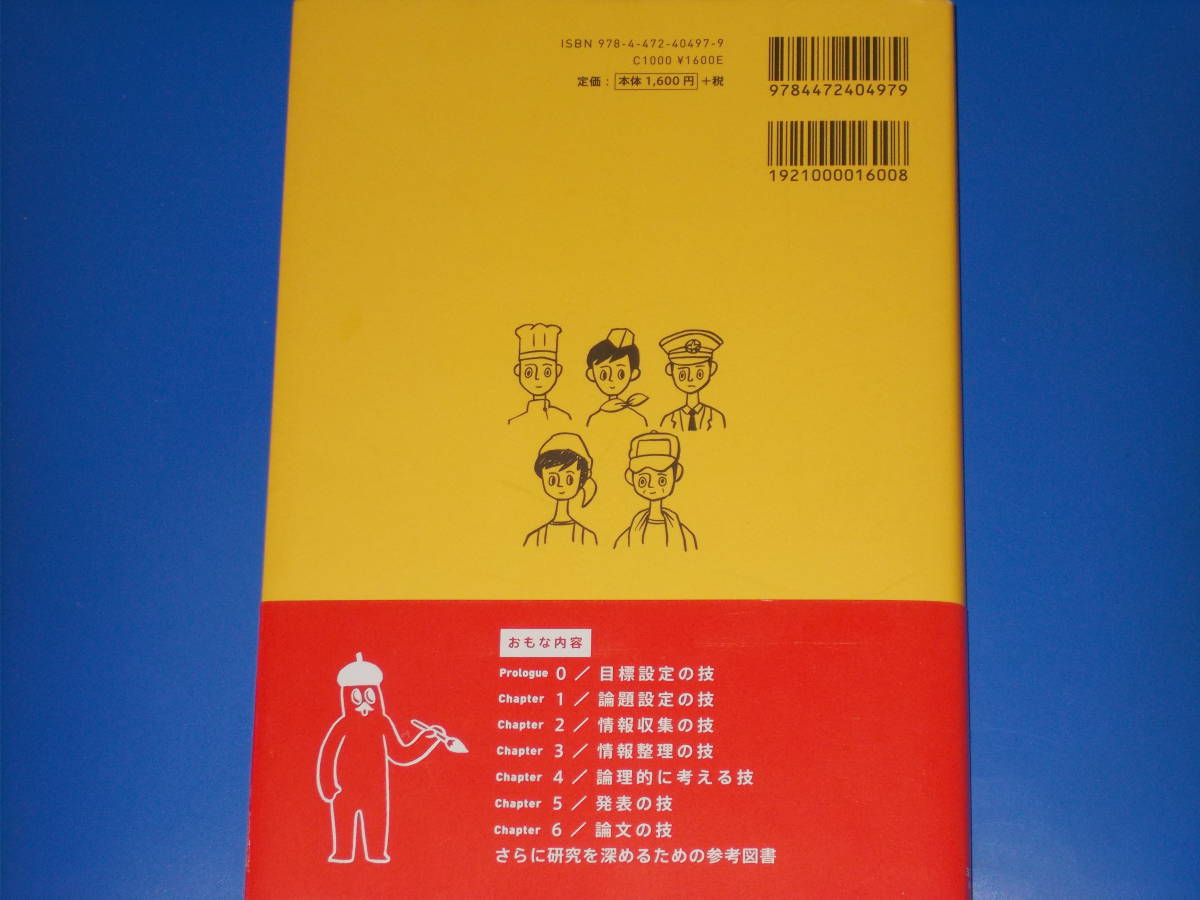 ISBN 978-4-472-40497-9
C1000 ¥1600E
定価：本体1,600円+税
9784472404979
1921000016008
おもな内容
Prologue 0／目標設定の技
Chapter 1／論題設定の技
Chapter 2／情報収集の技
Chapter 3／情報整理の技
Chapter 4／論理的に考える技
Chapter 5／発表の技
Chapter 6／論文の技
さらに研究を深めるための参考図書